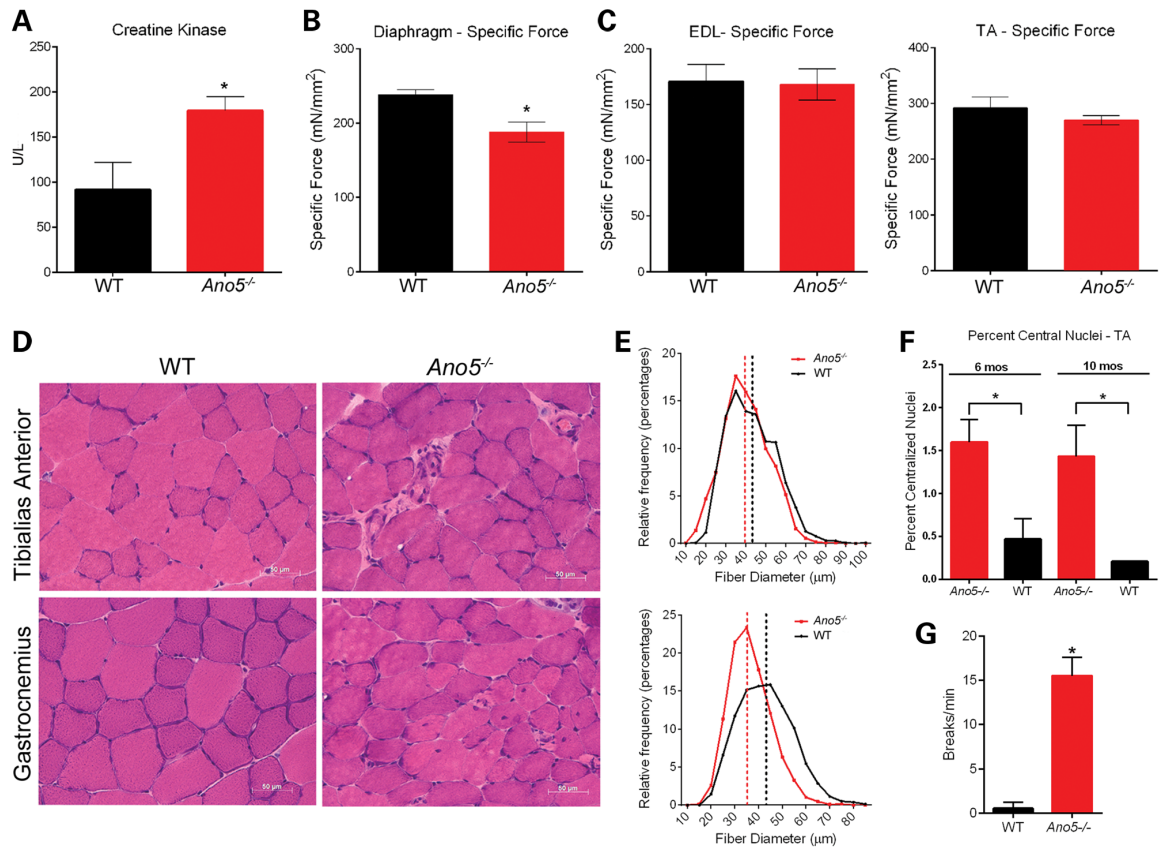 A
Creatine Kinase
250
200
150
100
50
0
U/L
*
WT
Ano5-/-
B
Diaphragm - Specific Force
300
200
100
0
Specific Force (mN/mm2)
*
WT
Ano5-/-
C
EDL- Specific Force
200
150
100
50
0
Specific Force (mN/mm2)
WT
Ano5-/-
TA - Specific Force
400
300
200
100
0
Specific Force (mN/mm2)
WT
Ano5-/-
D
WT
Ano5-/-
Tibialias Anterior
50 µm
50 µm
Gastrocnemius
50 µm
50 µm
E
20
15
10
5
0
Relative frequency (percentages)
Ano5-/-
WT
10 20 30 40 50 60 70 80 90 100
Fiber Diameter (µm)
25
20
15
10
5
0
Relative frequency (percentages)
Ano5-/-
WT
10 20 30 40 50 60 70 80
Fiber Diameter (µm)
F
Percent Central Nuclei - TA
2.5
2.0
1.5
1.0
0.5
0.0
Percent Centralized Nuclei
6 mos
10 mos
*
*
Ano5-/-
WT
Ano5-/-
WT
G
20
15
10
5
0
Breaks/min
*
WT
Ano5-/-